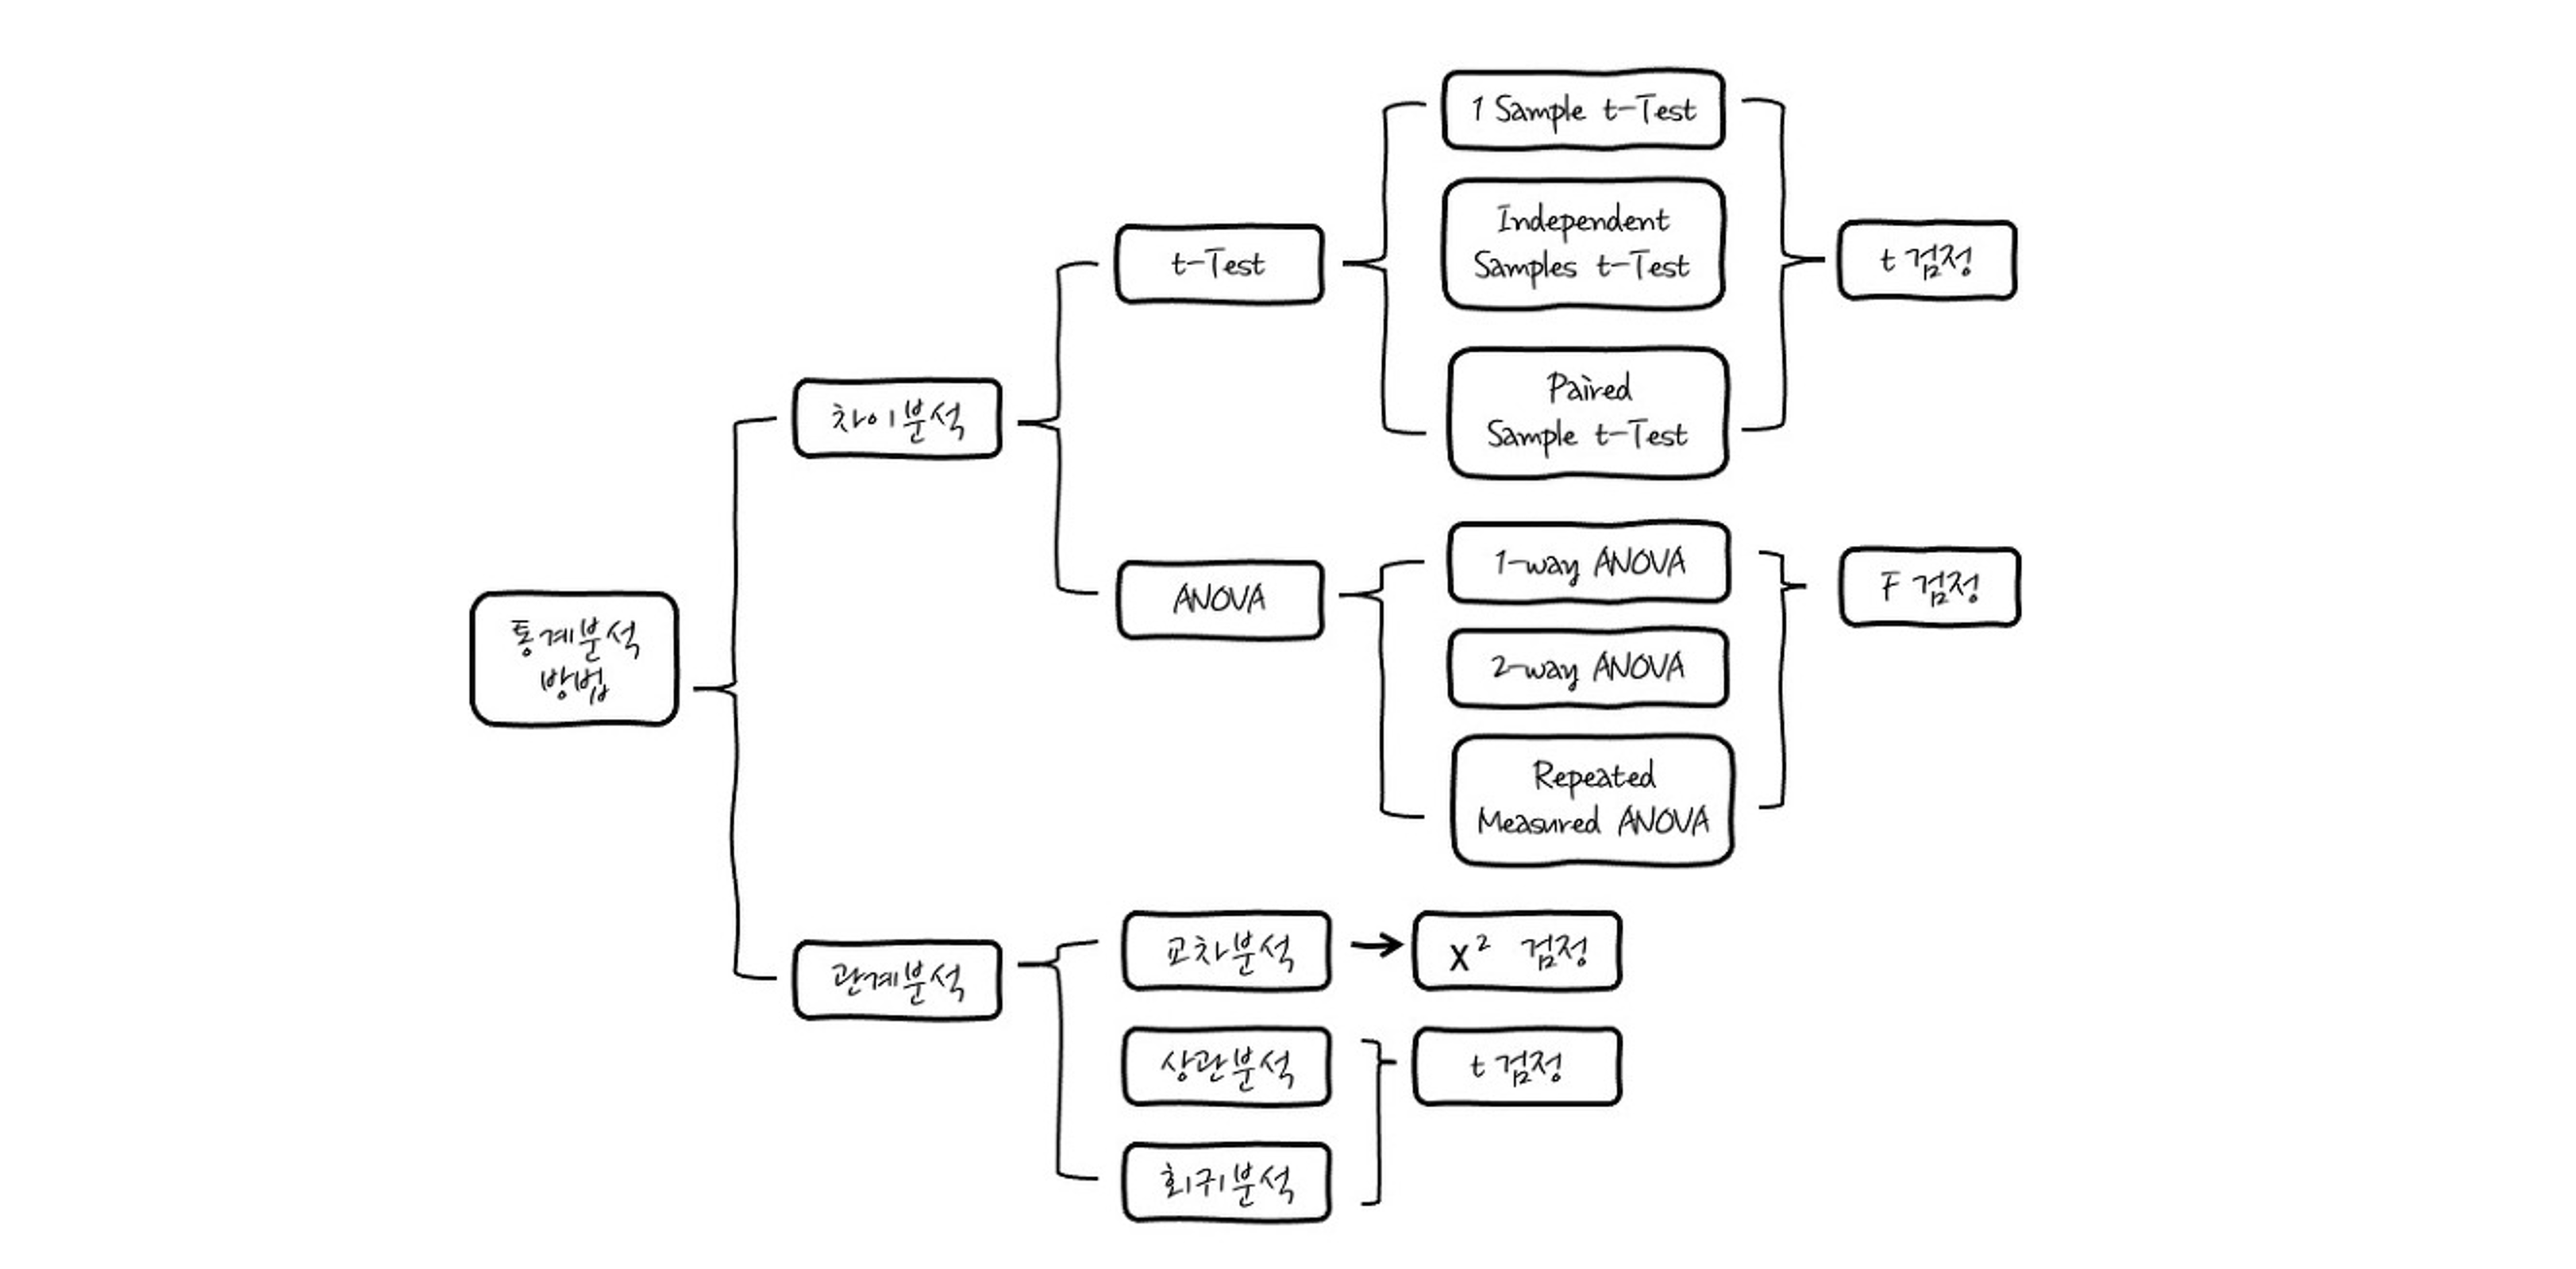 통계분석
방법
차이분석
t-Test
1 Sample t-Test
Independent
Samples t-Test
Paired
Sample t-Test
t 검정
ANOVA
1-way ANOVA
2-way ANOVA
Repeated
Measured ANOVA
F 검정
관계분석
교차분석
X² 검정
상관분석
회귀분석
t 검정